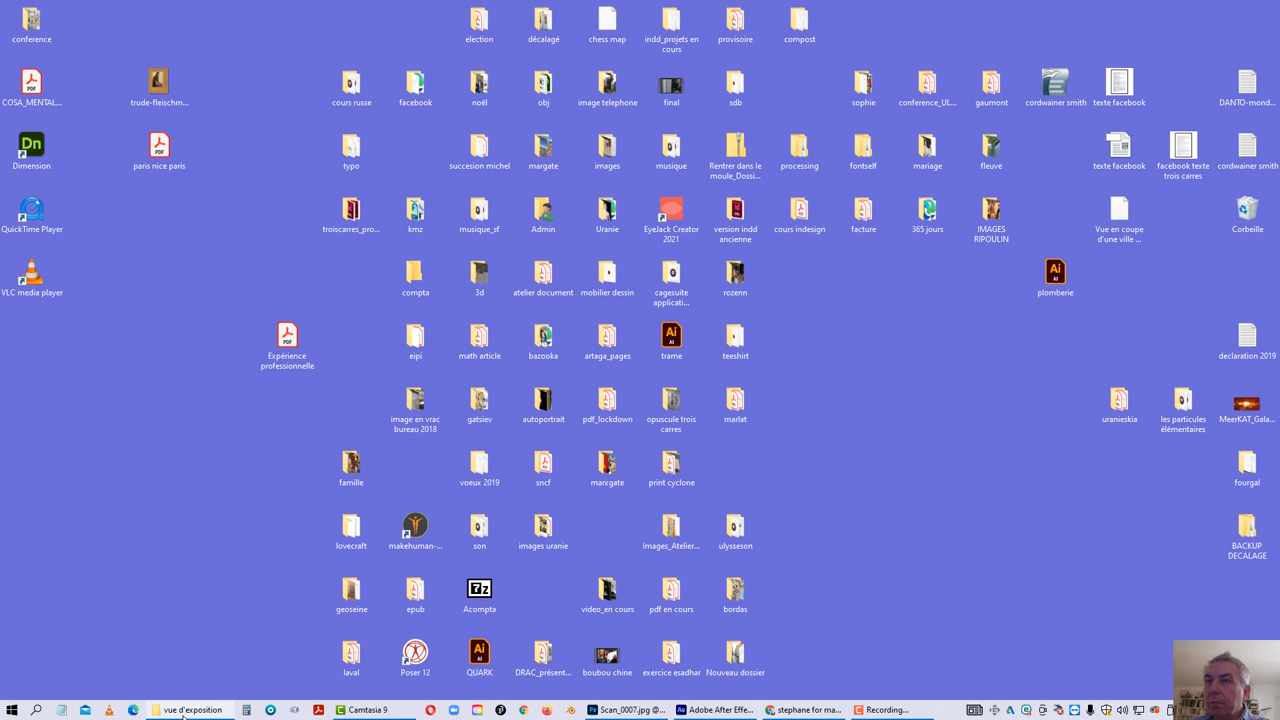 conference
election
décalagé
chess map
indd_projets en
cours
provisoire
compost
COSA_MENTAL...
trude-fleischm...
cours russe
facebook
noël
obj
image telephone
final
sdb
sophie
conference_UL...
gaumont
cordwainer smith
texte facebook
DANTO-mond...
Dn
Dimension
paris nice paris
typo
succesion michel
margate
images
musique
Rentrer dans le
moule_Dossi...
processing
fontself
mariage
fleuve
texte facebook
facebook texte
trois carres
cordwainer smith
QuickTime Player
troiscarres_pro...
kmz
musique_sf
Admin
Uranie
EyeJack Creator
2021
version indd
ancienne
cours indesign
facture
365 jours
IMAGES
RIPOULIN
Vue en coupe
d'une ville ...
Corbeille
VLC media player
compta
3d
atelier document
mobilier dessin
cagesuite
applicati...
rozenn
Ai
plomberie
PDF
Expérience
professionnelle
eipi
math article
bazooka
artaga_pages
Ai
trame
teeshirt
declaration 2019
image en vrac
bureau 2018
gatsiev
autoportrait
pdf_lockdown
opuscule trois
carres
marlat
uranieskia
les particules
élémentaires
MeerKAT_Gala...
famille
voeux 2019
sncf
marxgate
print cyclone
fourgal
lovecraft
makehuman-...
son
images uranie
Images_Atelier...
ulysseson
BACKUP
DECALAGE
geoseine
epub
7z
Acompta
video_en cours
pdf en cours
bordas
laval
Poser 12
Ai
QUARK
DRAC_présent...
boubou chine
exercice esadhar
Nouveau dossier
vue d'exposition
Camtasia 9
Ps
Scan_0007.jpg @...
Ae
Adobe After Effe...
stephane for ma...
Recording...